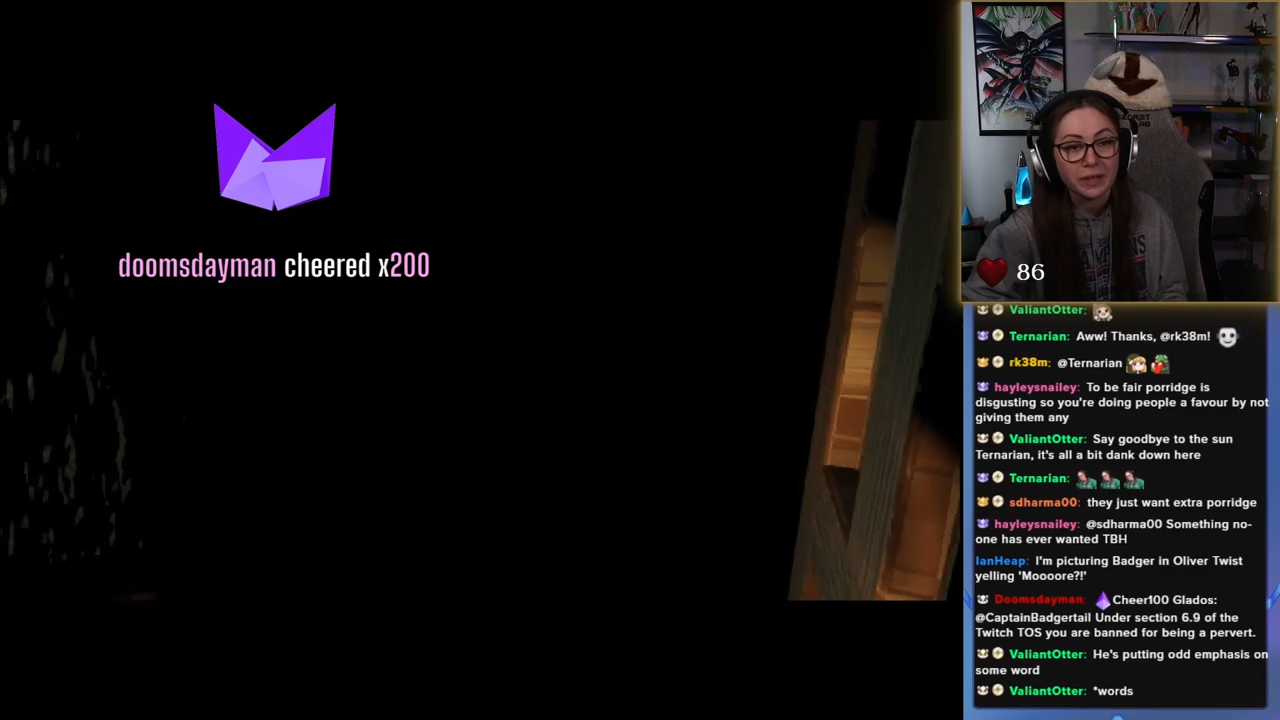 doomsdayman cheered x200
86
ValiantOtter:
Ternarian: Aww! Thanks, @rk38m!
rk38m: @Ternarian
hayleysnailey: To be fair porridge is
disgusting so you're doing people a favour by not
giving them any
ValiantOtter: Say goodbye to the sun
Ternarian, it's all a bit dank down here
Ternarian:
sdharma00: they just want extra porridge
hayleysnailey: @sdharma00 Something no-
one has ever wanted TBH
IanHeap: I'm picturing Badger in Oliver Twist
yelling 'Moooore?!'
Doomsdayman: Cheer100 Glados:
@CaptainBadgertail Under section 6.9 of the
Twitch TOS you are banned for being a pervert.
ValiantOtter: He's putting odd emphasis on
some word
ValiantOtter: *words